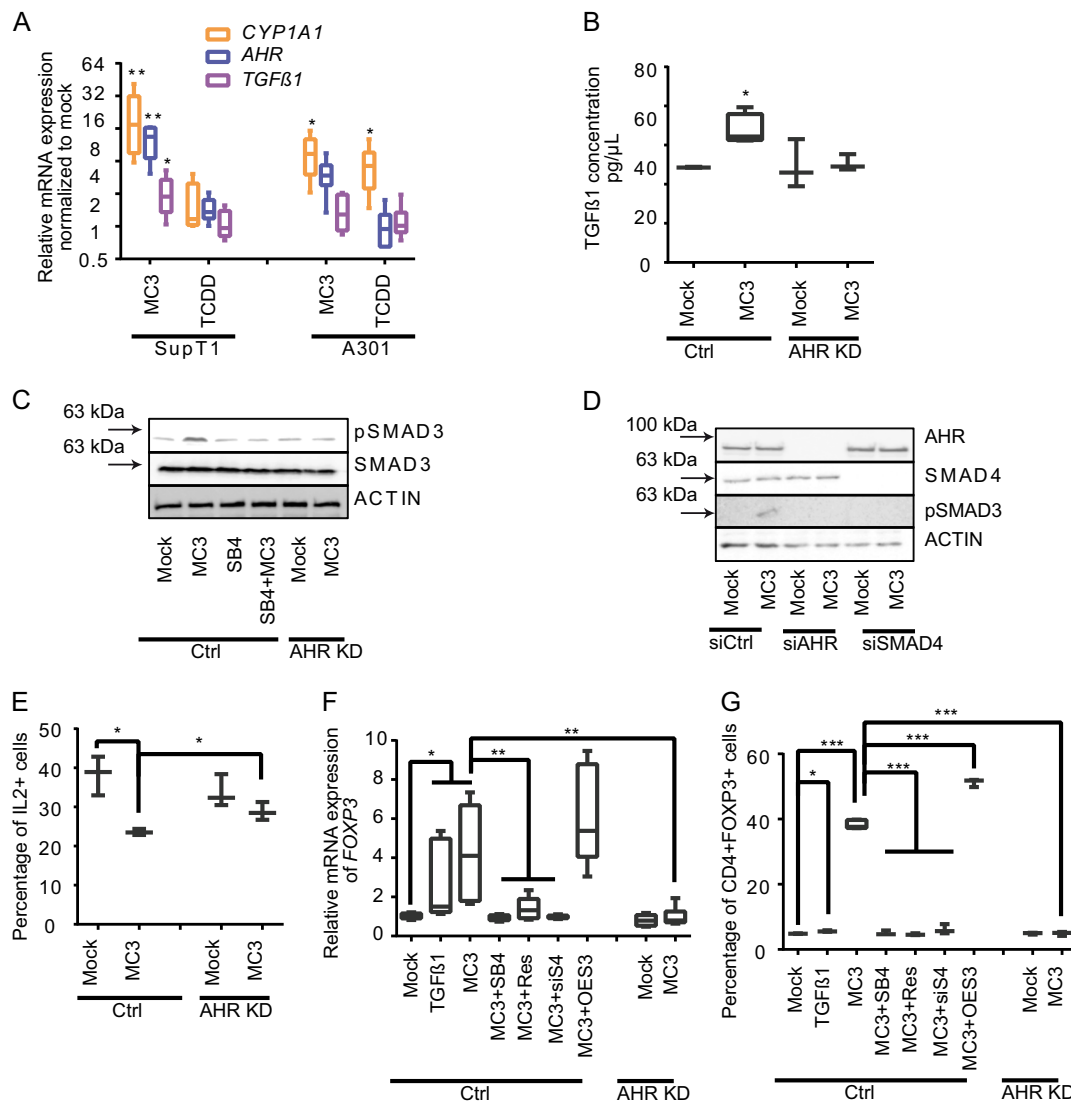 A
CYP1A1
AHR
TGFß1
Relative mRNA expression
normalized to mock
64
32
16
8
4
2
1
0.5
** ** * * *
MC3 TCDD MC3 TCDD
SupT1 A301
B
TGFß1 concentration
pg/µL
60
80
60
40
20
0
*
Mock MC3 Mock MC3
Ctrl AHR KD
C
63 kDa
63 kDa
pSMAD3
SMAD3
ACTIN
Mock MC3 SB4 SB4+MC3 Mock MC3
Ctrl AHR KD
D
100 kDa
63 kDa
63 kDa
AHR
SMAD4
pSMAD3
ACTIN
Mock MC3 Mock MC3 Mock MC3
siCtrl siAHR siSMAD4
E
Percentage of IL2+ cells
50
40
30
20
10
0
* *
Mock MC3 Mock MC3
Ctrl AHR KD
F
Relative mRNA expression
of FOXP3
10
8
6
4
2
0
* ** **
Mock TGFß1 MC3 MC3+SB4 MC3+Res MC3+siS4 MC3+OES3 Mock MC3
Ctrl AHR KD
G
Percentage of CD4+FOXP3+ cells
60
40
20
0
*** * *** *** ***
Mock TGFß1 MC3 MC3+SB4 MC3+Res MC3+siS4 MC3+OES3 Mock MC3
Ctrl AHR KD